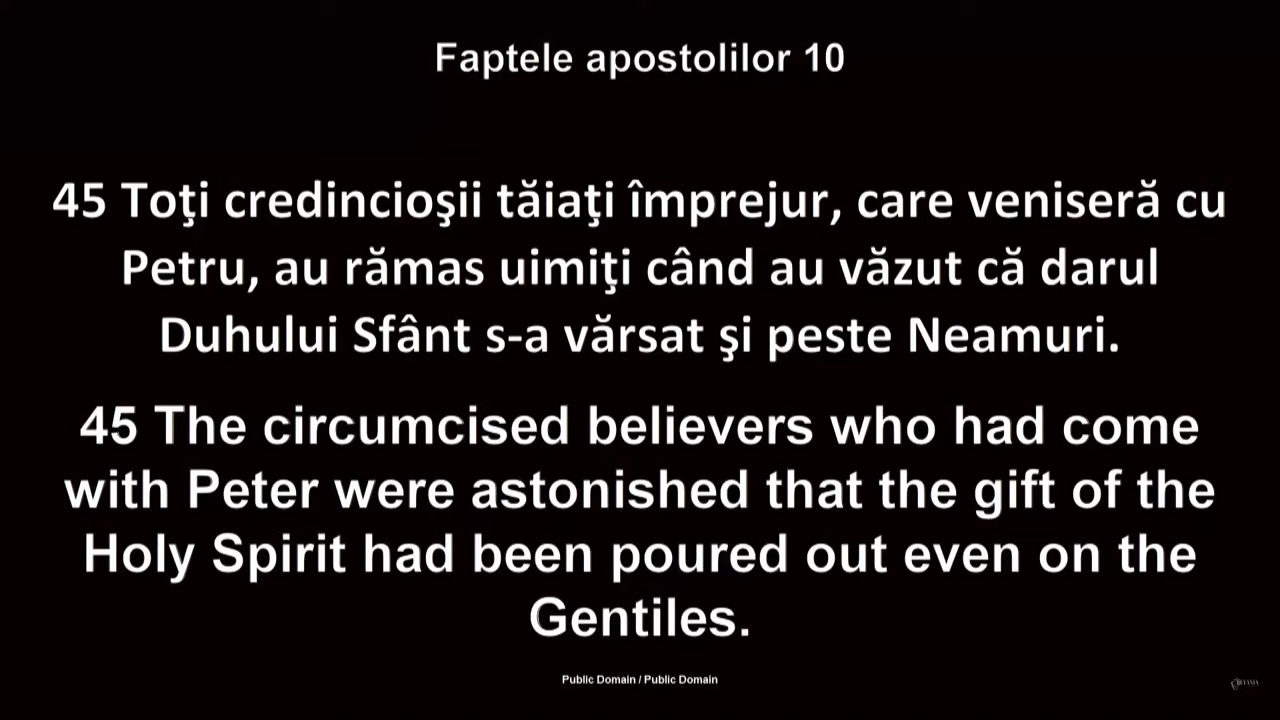 Faptele apostolilor 10
45 Toţi credincioşii tăiaţi împrejur, care veniseră cu
Petru, au rămas uimiţi când au văzut că darul
Duhului Sfânt s-a vărsat şi peste Neamuri.
45 The circumcised believers who had come
with Peter were astonished that the gift of the
Holy Spirit had been poured out even on the
Gentiles.
Public Domain / Public Domain